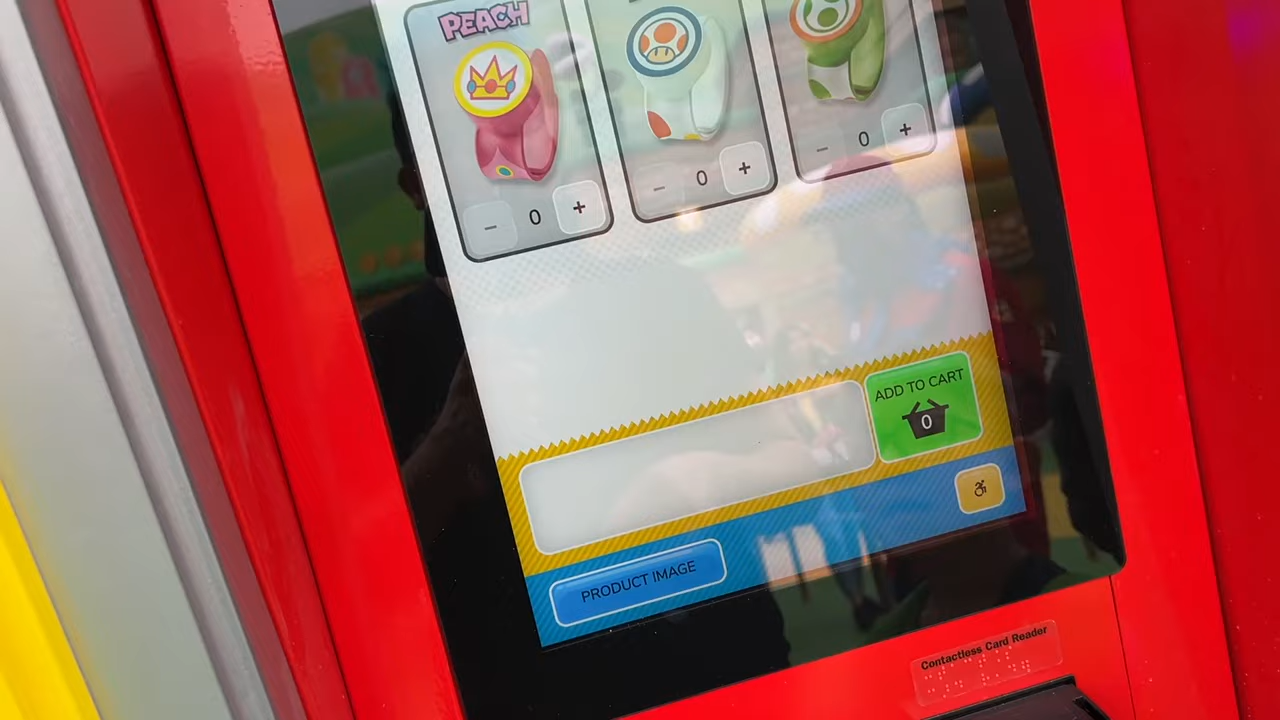 PEACH
− 0 +
− 0 +
− 0 +
ADD TO CART
0
PRODUCT IMAGE
Contactless Card Reader